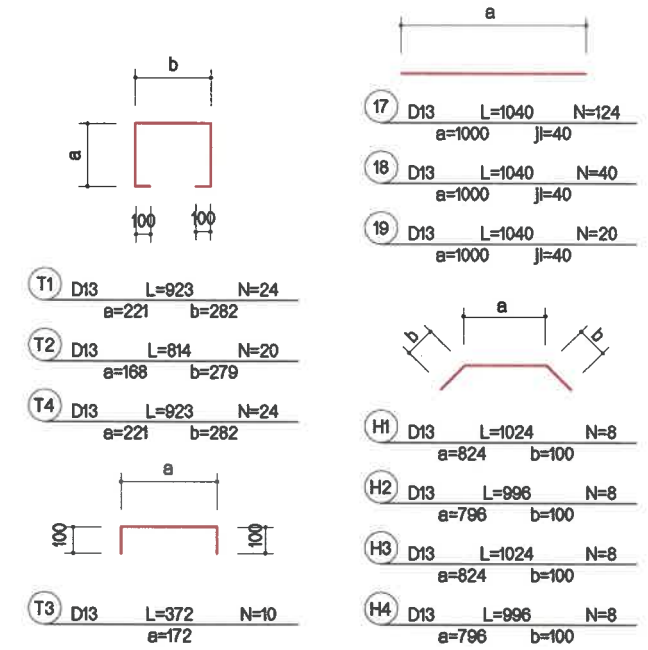 b
a
100 100
T1 D13 L=923 N=24
a=221 b=282
T2 D13 L=814 N=20
a=168 b=279
T4 D13 L=923 N=24
a=221 b=282
a
100 100
T3 D13 L=372 N=10
a=172
a
17 D13 L=1040 N=124
a=1000 jl=40
18 D13 L=1040 N=40
a=1000 jl=40
19 D13 L=1040 N=20
a=1000 jl=40
a
b b
H1 D13 L=1024 N=8
a=824 b=100
H2 D13 L=996 N=8
a=796 b=100
H3 D13 L=1024 N=8
a=824 b=100
H4 D13 L=996 N=8
a=796 b=100